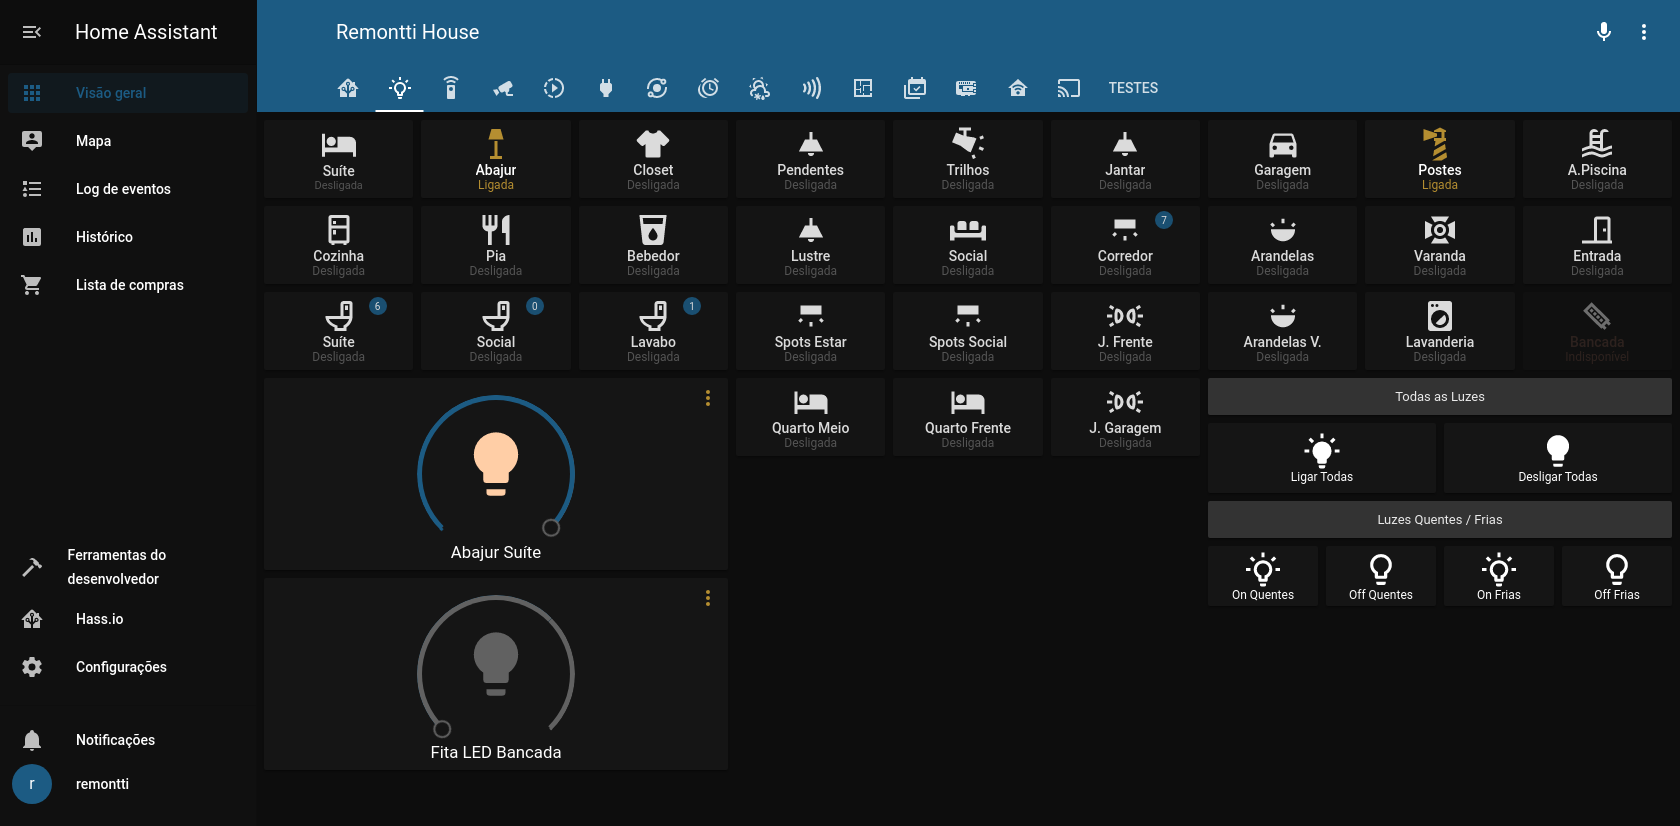 Home Assistant
Remontti House
TESTES
Visão geral
Mapa
Log de eventos
Histórico
Lista de compras
Ferramentas do
desenvolvedor
Hass.io
Configurações
Notificações
r
remontti
Suíte
Desligada
Abajur
Ligada
Closet
Desligada
Pendentes
Desligada
Trilhos
Desligada
Jantar
Desligada
Garagem
Desligada
Postes
Ligada
A.Piscina
Desligada
Cozinha
Desligada
Pia
Desligada
Bebedor
Desligada
Lustre
Desligada
Social
Desligada
7
Corredor
Desligada
Arandelas
Desligada
Varanda
Desligada
Entrada
Desligada
6
Suíte
Desligada
0
Social
Desligada
1
Lavabo
Desligada
Spots Estar
Desligada
Spots Social
Desligada
J. Frente
Desligada
Arandelas V.
Desligada
Lavanderia
Desligada
Bancada
Indisponível
Abajur Suíte
Fita LED Bancada
Quarto Meio
Desligada
Quarto Frente
Desligada
J. Garagem
Desligada
Todas as Luzes
Ligar Todas
Desligar Todas
Luzes Quentes / Frias
On Quentes
Off Quentes
On Frias
Off Frias